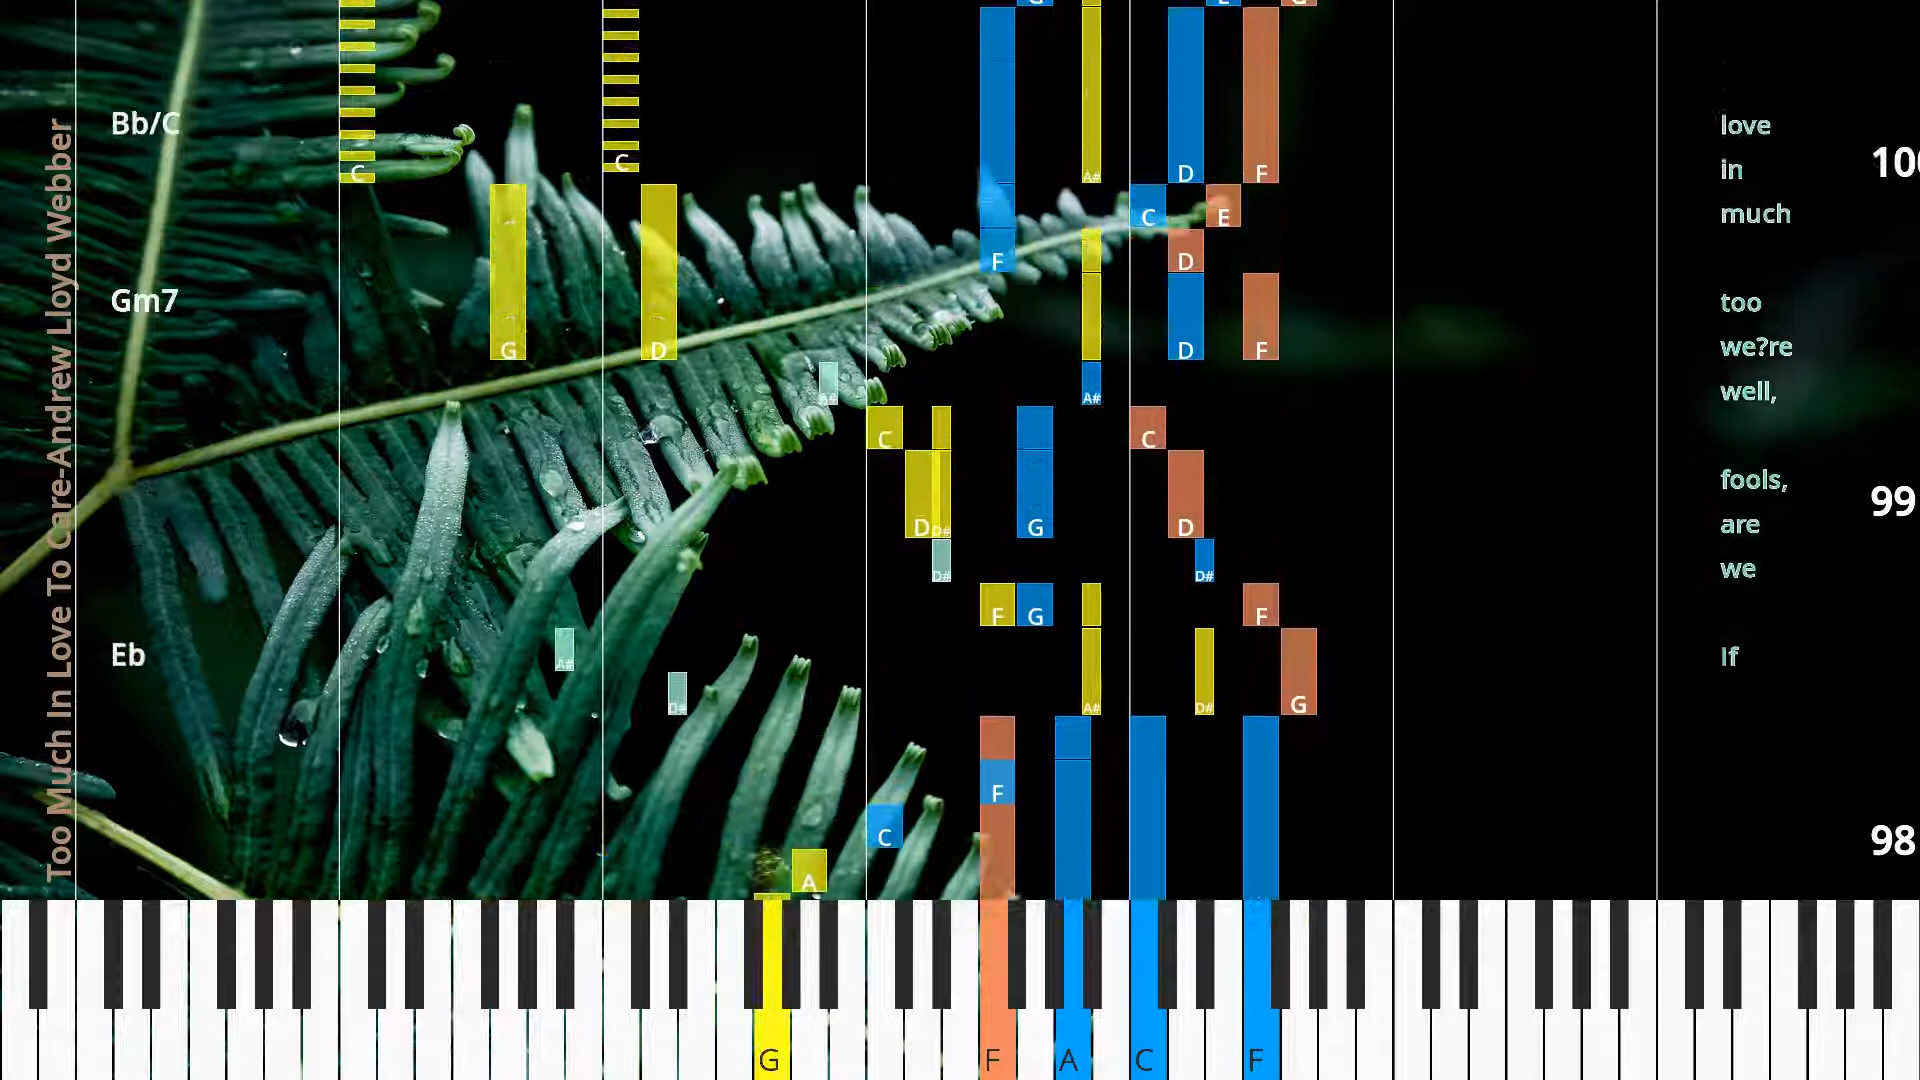 Too Much In Love To Care-Andrew Lloyd Webber
G
E
G
Bb/C
C
C
A#
D
F
love
in
much
100
C
E
F
D
Gm7
G
D
D
F
too
we?re
well,
A#
A#
C
C
D
D#
G
D
fools,
are
we
99
D#
D#
F
G
F
Eb
A#
D#
A#
D#
G
If
F
C
A
98
G
F
A
C
F